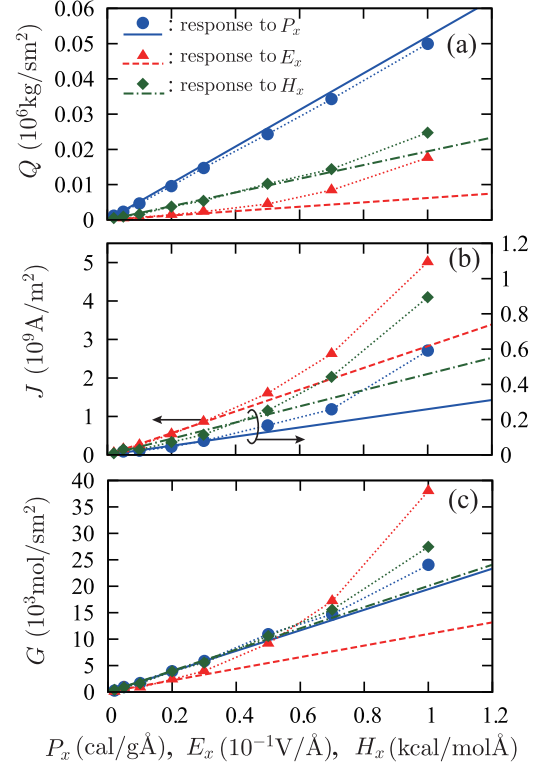 0.06
0.05
0.04
0.03
0.02
0.01
0
Q (10⁶kg/sm²)
: response to Pₓ
: response to Eₓ
: response to Hₓ
(a)
5
4
3
2
1
0
J (10⁹A/m²)
(b)
1.2
1
0.8
0.6
0.4
0.2
0
40
35
30
25
20
15
10
5
0
G (10³mol/sm²)
(c)
0 0.2 0.4 0.6 0.8 1 1.2
Pₓ (cal/gÅ), Eₓ (10⁻¹V/Å), Hₓ (kcal/molÅ)